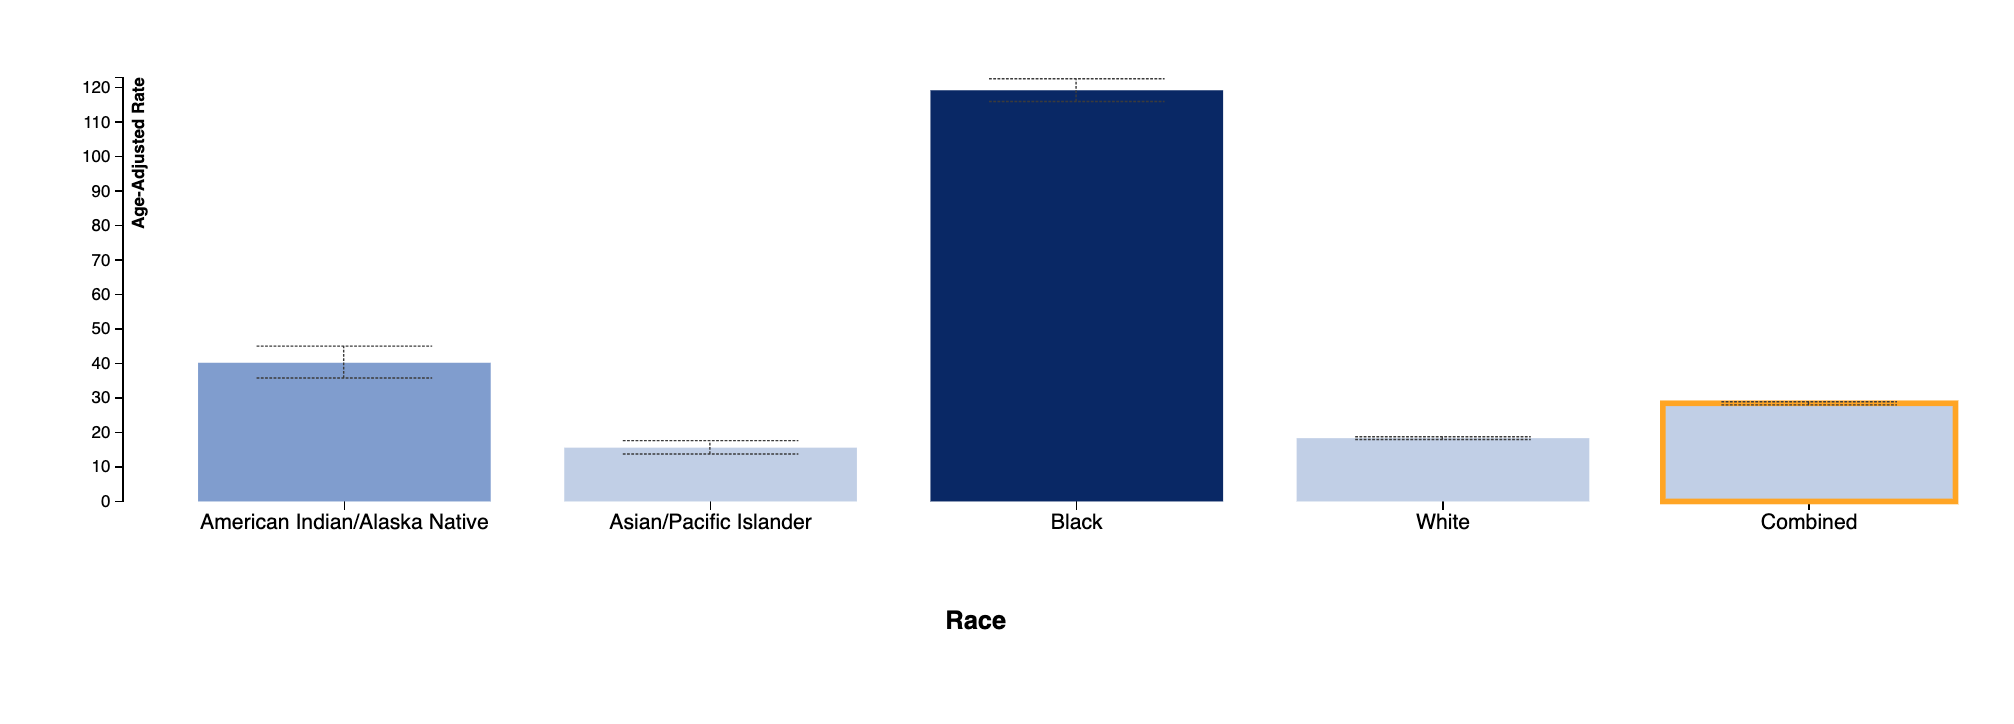 120
110
100
90
80
70
60
50
40
30
20
10
0
Age-Adjusted Rate
American Indian/Alaska Native
Asian/Pacific Islander
Black
White
Combined
Race